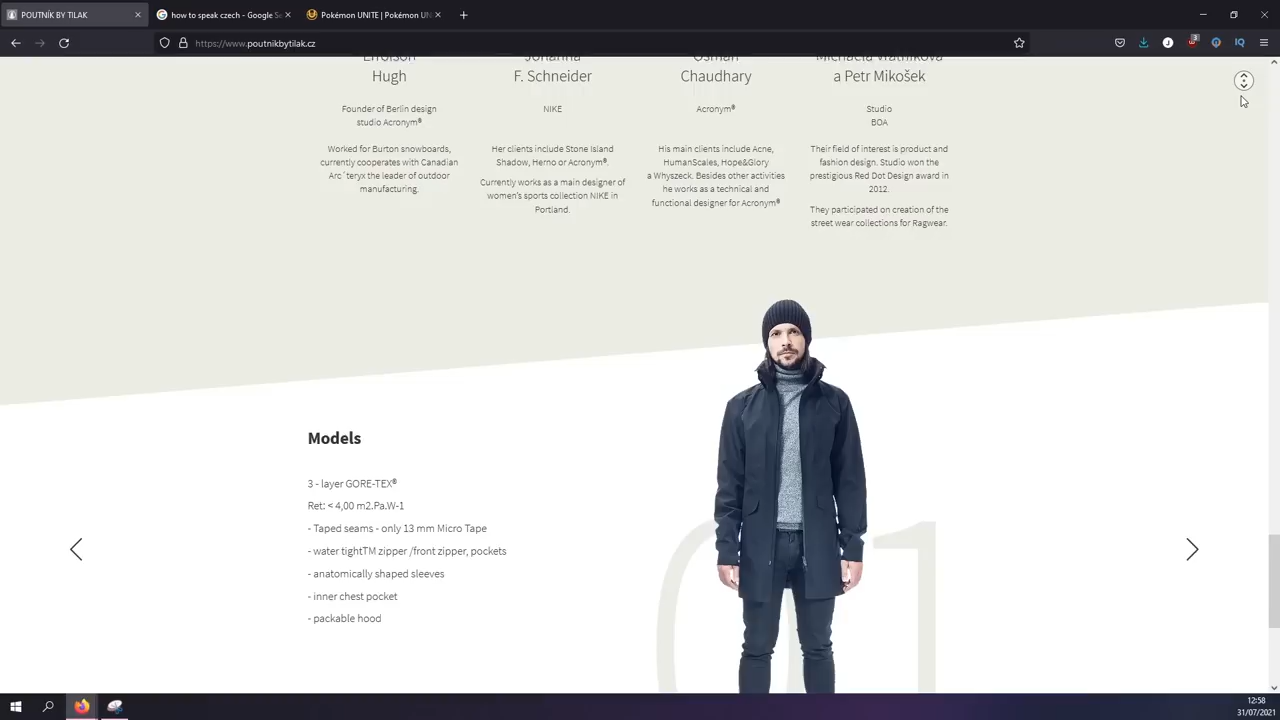 POUTNÍK BY TILAK
how to speak czech - Google Se
Pokémon UNITE | Pokémon UN
https://www.poutnikbytilak.cz
Errolson
Hugh
Founder of Berlin design
studio Acronym®
Worked for Burton snowboards,
currently cooperates with Canadian
Arc´teryx the leader of outdoor
manufacturing.
Johanna
F. Schneider
NIKE
Her clients include Stone Island
Shadow, Herno or Acronym®.
Currently works as a main designer of
women's sports collection NIKE in
Portland.
Osman
Chaudhary
Acronym®
His main clients include Acne,
HumanScales, Hope&Glory
a Whyszeck. Besides other activities
he works as a technical and
functional designer for Acronym®
Michaela Vrátníková
a Petr Mikošek
Studio
BOA
Their field of interest is product and
fashion design. Studio won the
prestigious Red Dot Design award in
2012.
They participated on creation of the
street wear collections for Ragwear.
Models
3 - layer GORE-TEX®
Ret: < 4,00 m2.Pa.W-1
- Taped seams - only 13 mm Micro Tape
- water tightTM zipper /front zipper, pockets
- anatomically shaped sleeves
- inner chest pocket
- packable hood
01
12:58
31/07/2021